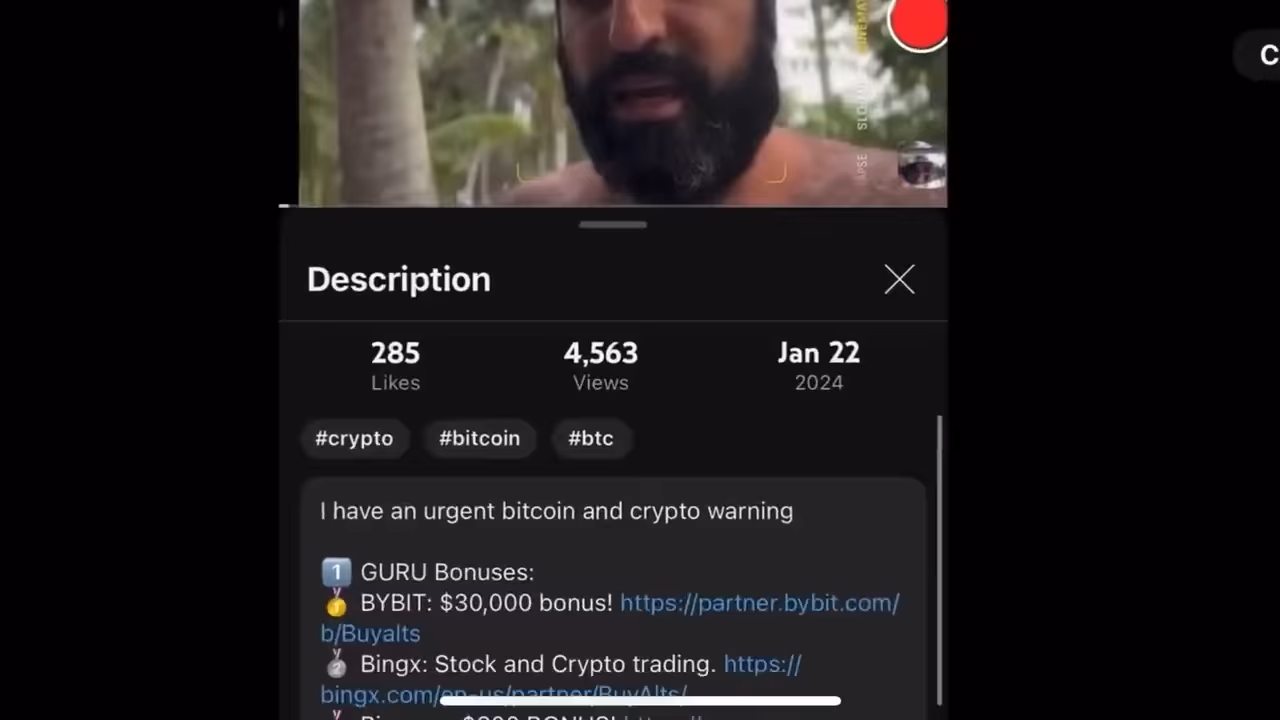 C
Description
285 4,563 Jan 22
Likes Views 2024
#crypto #bitcoin #btc
I have an urgent bitcoin and crypto warning
1️⃣ GURU Bonuses:
🥇 BYBIT: $30,000 bonus! https://partner.bybit.com/
b/Buyalts
🥈 Bingx: Stock and Crypto trading. https://
bingx.com/en-us/partner/BuyAlts/